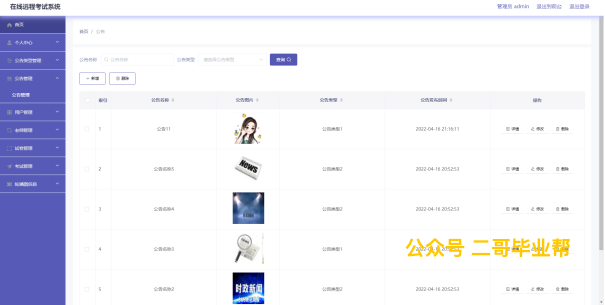 在线远程考试系统
管理员 admin 退出到前台 退出登录
首页
个人中心
公告类型管理
公告管理
公告管理
用户管理
老师管理
试卷管理
考试管理
轮播图信息
首页 / 公告
公告名称 公告名称 公告类型 请选择公告类型 查询
+ 新增 删除
索引 公告名称 公告图片 公告类型 公告发布时间 操作
1 公告11 公告类型1 2022-04-16 21:16:11 详情 修改 删除
2 公告名称5 NEWS 公告类型2 2022-04-16 20:52:53 详情 修改 删除
3 公告名称4 公告类型2 2022-04-16 20:52:53 详情 修改 删除
4 公告名称3 公告类型1 详情 修改 删除
公众号 二哥毕业帮
5 公告名称2 时政新闻 公告类型2 2022-04-16 20:52:53 详情 修改 删除